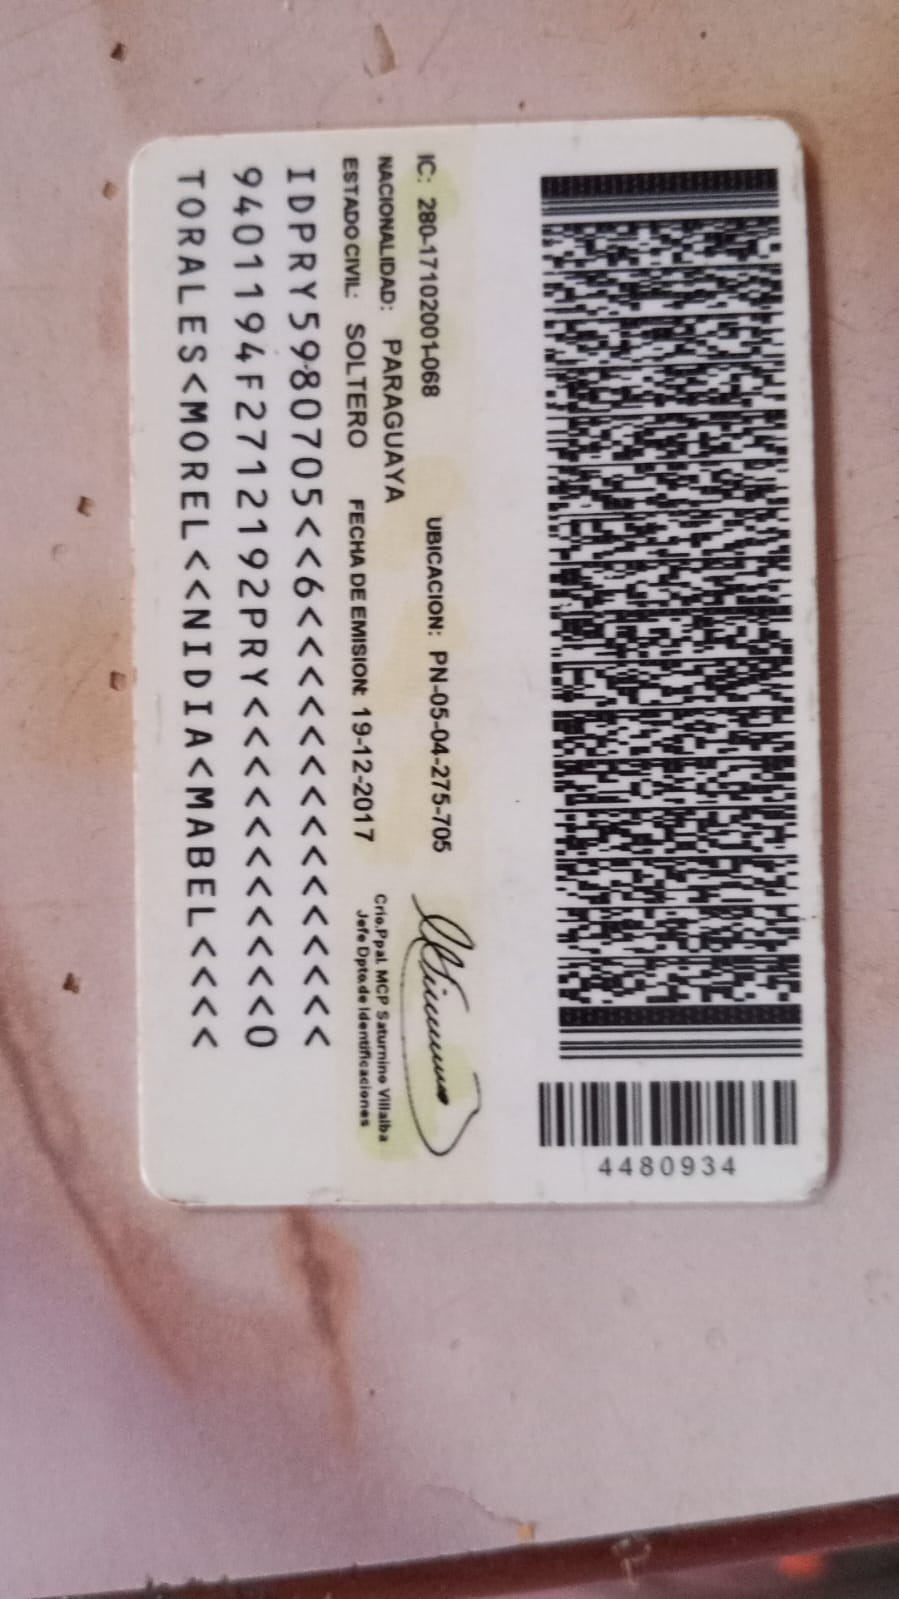 4480934
IC: 280-17102001-068 UBICACION: PN-05-04-275-705
NACIONALIDAD: PARAGUAYA
ESTADO CIVIL: SOLTERO FECHA DE EMISION: 19-12-2017
Crio.Ppal. MCP Saturnino Villalba
Jefe Dpto.de Identificaciones
IDPRY5980705<<6<<<<<<<<<<<<<<<
9401194F2712192PRY<<<<<<<<<<<0
TORALES<MOREL<<NIDIA<MABEL<<<<